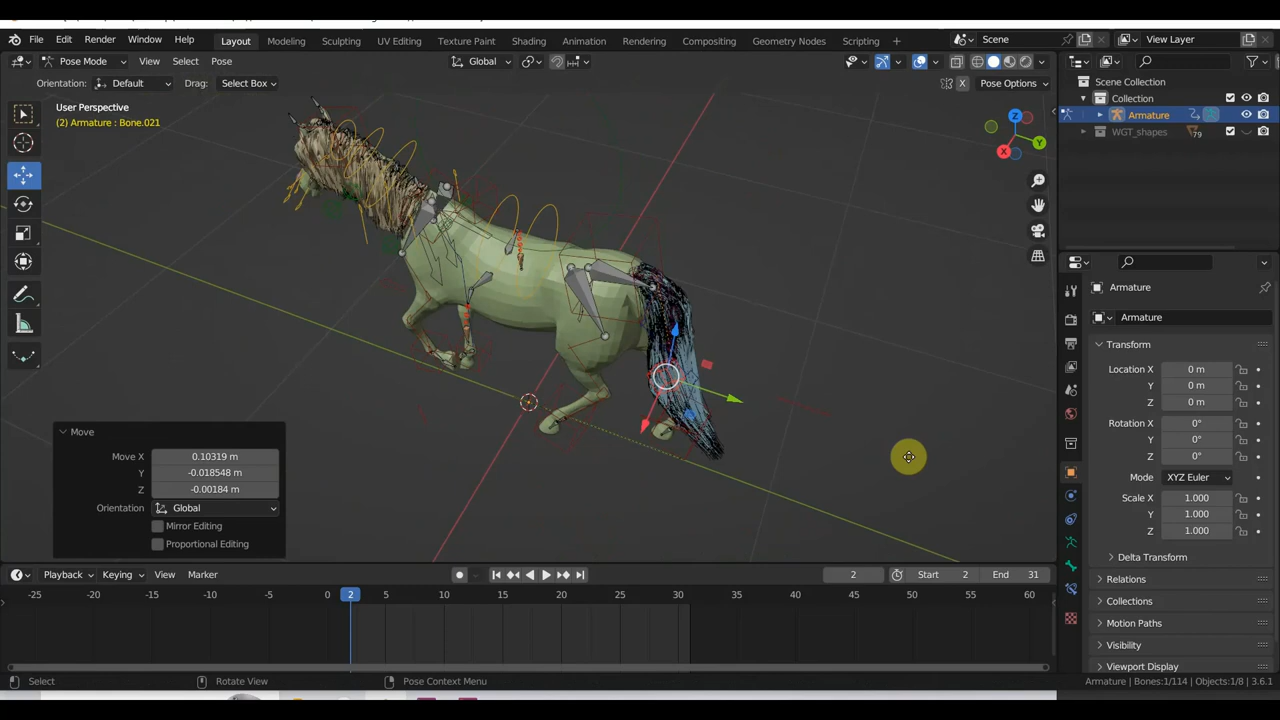 File Edit Render Window Help Layout Modeling Sculpting UV Editing Texture Paint Shading Animation Rendering Compositing Geometry Nodes Scripting + Scene View Layer
Pose Mode View Select Pose Global
Orientation: Default Drag: Select Box X Pose Options
User Perspective
(2) Armature : Bone.021
Z
Y
X
Scene Collection
Collection
Armature
WGT_shapes 79
Armature
Armature
Transform
Location X 0 m
Y 0 m
Z 0 m
Rotation X 0°
Y 0°
Z 0°
Mode XYZ Euler
Scale X 1.000
Y 1.000
Z 1.000
Delta Transform
Relations
Collections
Motion Paths
Visibility
Viewport Display
Move
Move X 0.10319 m
Y -0.018548 m
Z -0.00184 m
Orientation Global
Mirror Editing
Proportional Editing
Playback Keying View Marker 2 Start 2 End 31
-25 -20 -15 -10 -5 0 2 5 10 15 20 25 30 35 40 45 50 55 60
Select Rotate View Pose Context Menu Armature | Bones:1/114 | Objects:1/8 | 3.6.1